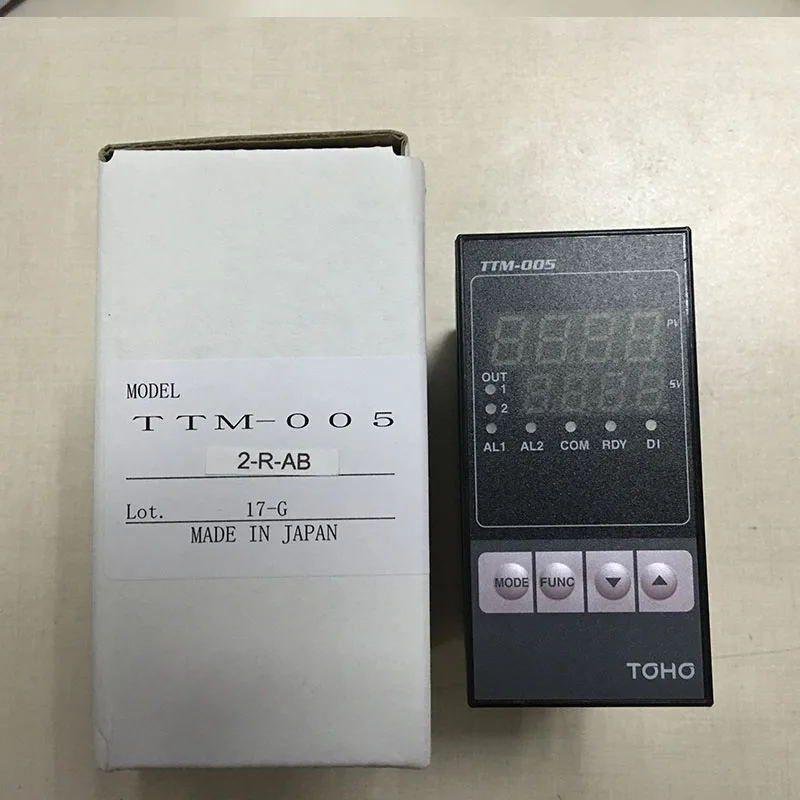 MODEL
TTM-005
2-R-AB
Lot. 17-G
MADE IN JAPAN
TTM-005
PV
SV
OUT
1
2
AL1 AL2 COM RDY DI
MODE FUNC
TOHO